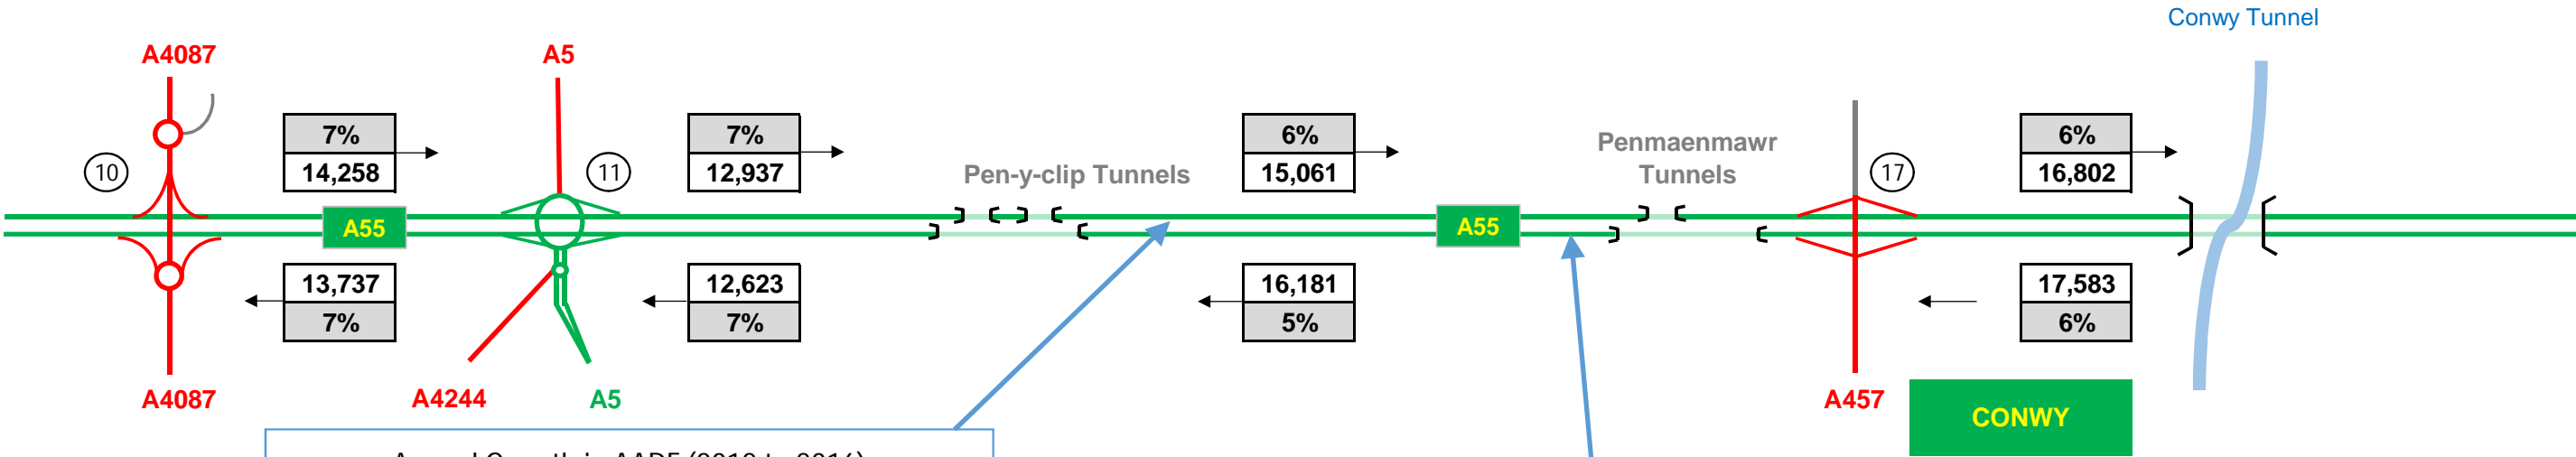 Conwy Tunnel
A4087
A5
7%
14,258
7%
12,937
6%
15,061
6%
16,802
Penmaenmawr
Tunnels
Pen-y-clip Tunnels
10
11
17
A55
A55
13,737
7%
12,623
7%
16,181
5%
17,583
6%
A4087
A4244
A5
A457
CONWY